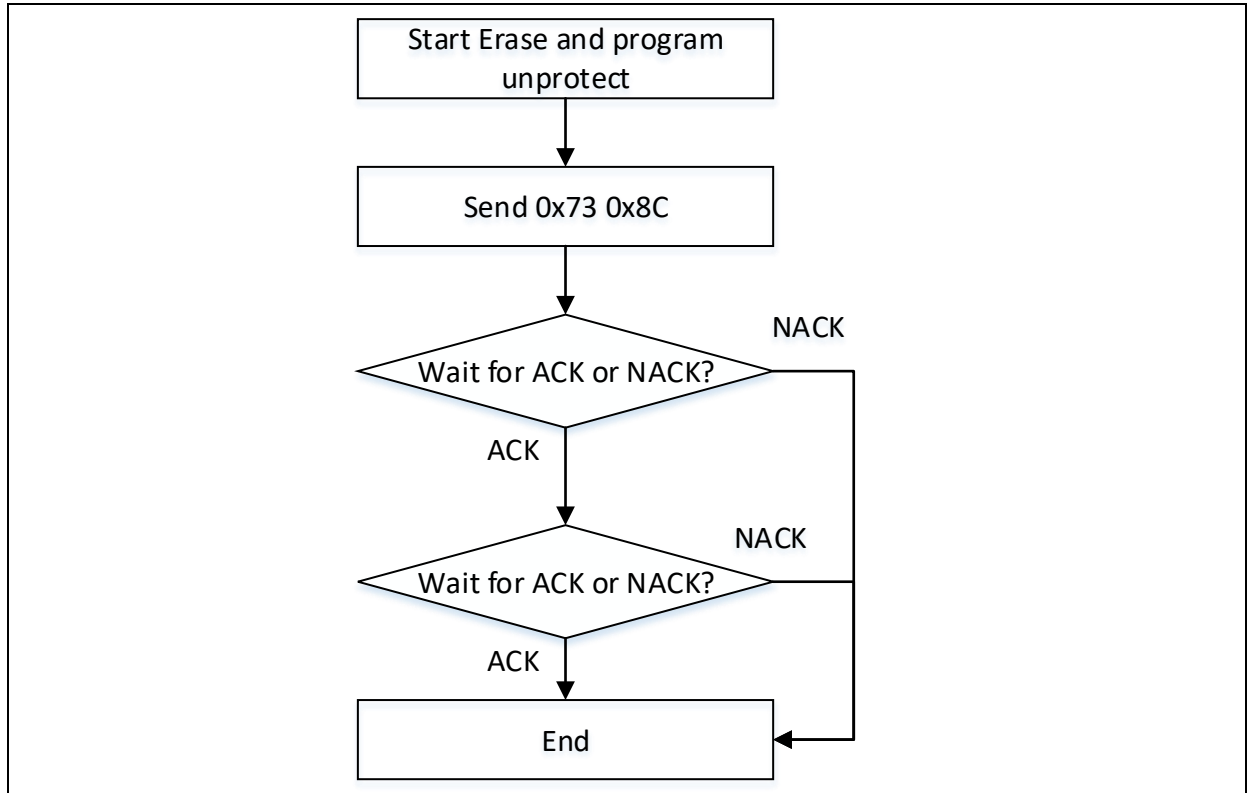 Start Erase and program
unprotect
Send 0x73 0x8C
NACK
Wait for ACK or NACK?
ACK
NACK
Wait for ACK or NACK?
ACK
End